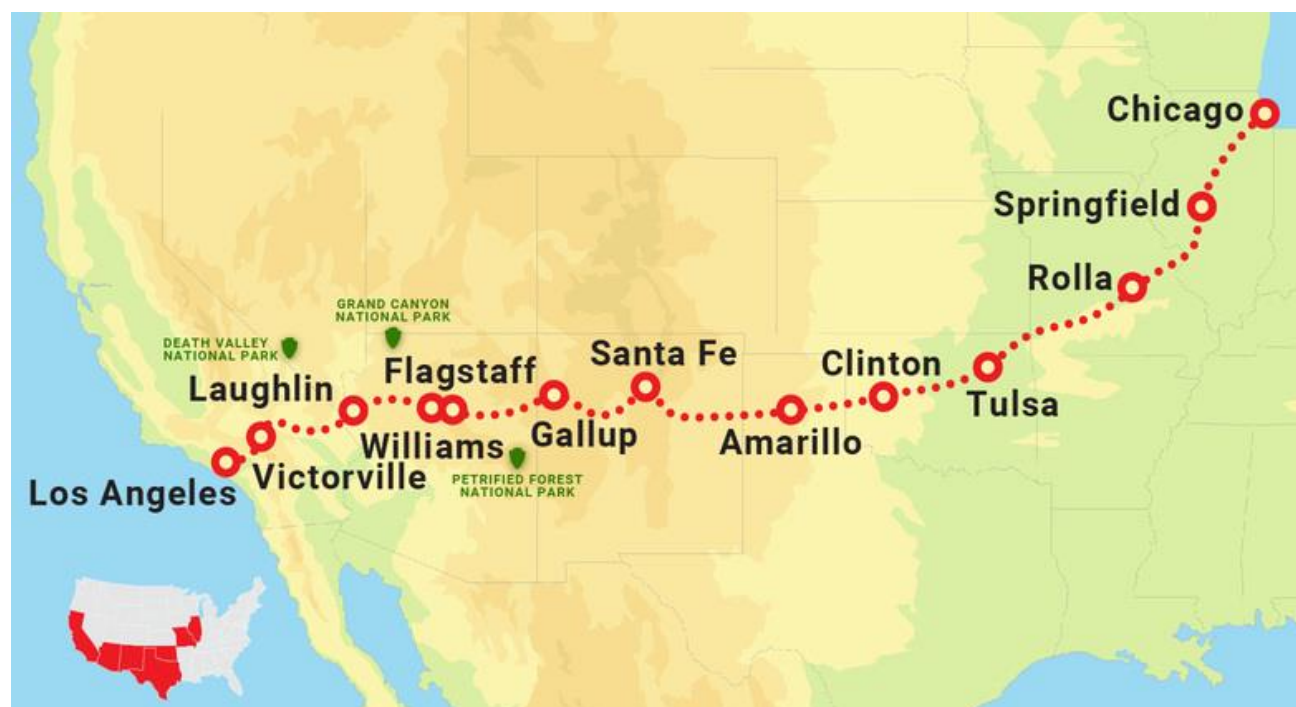 Chicago
Springfield
Rolla
GRAND CANYON
NATIONAL PARK
DEATH VALLEY
NATIONAL PARK
Santa Fe
Clinton
Flagstaff
Laughlin
Tulsa
Williams
Gallup
Amarillo
Victorville
PETRIFIED FOREST
NATIONAL PARK
Los Angeles